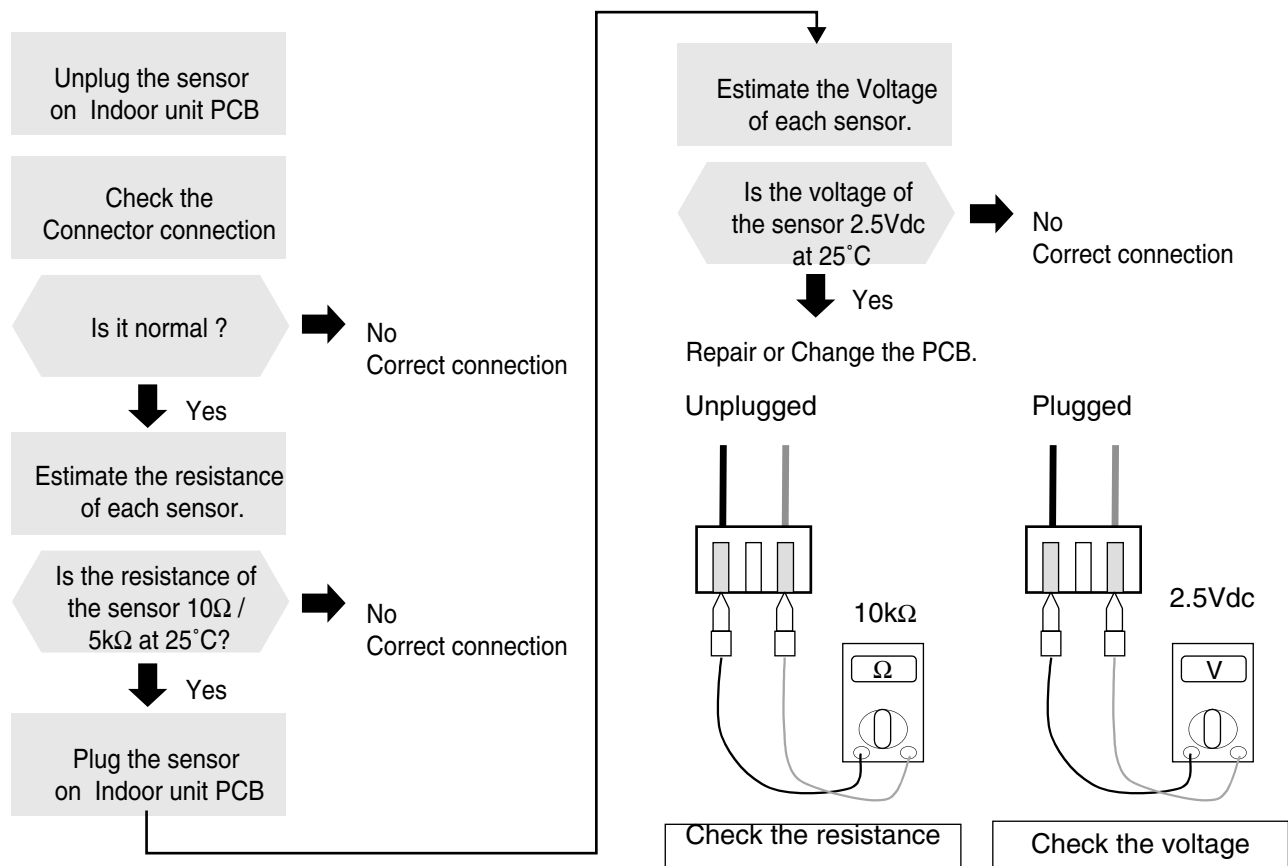 Unplug the sensor
on Indoor unit PCB
Check the
Connector connection
Is it normal ?
No
Correct connection
Yes
Estimate the resistance
of each sensor.
Is the resistance of
the sensor 10Ω /
5kΩ at 25˚C?
No
Correct connection
Yes
Plug the sensor
on Indoor unit PCB
Estimate the Voltage
of each sensor.
Is the voltage of
the sensor 2.5Vdc
at 25˚C
No
Correct connection
Yes
Repair or Change the PCB.
Unplugged
10kΩ
Ω
Check the resistance
Plugged
2.5Vdc
V
Check the voltage